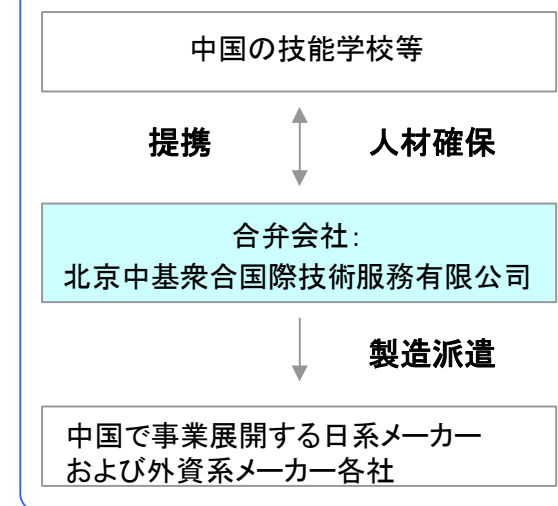 中国の技能学校等
提携 人材確保
合弁会社：
北京中基衆合国際技術服務有限公司
製造派遣
中国で事業展開する日系メーカー
および外資系メーカー各社